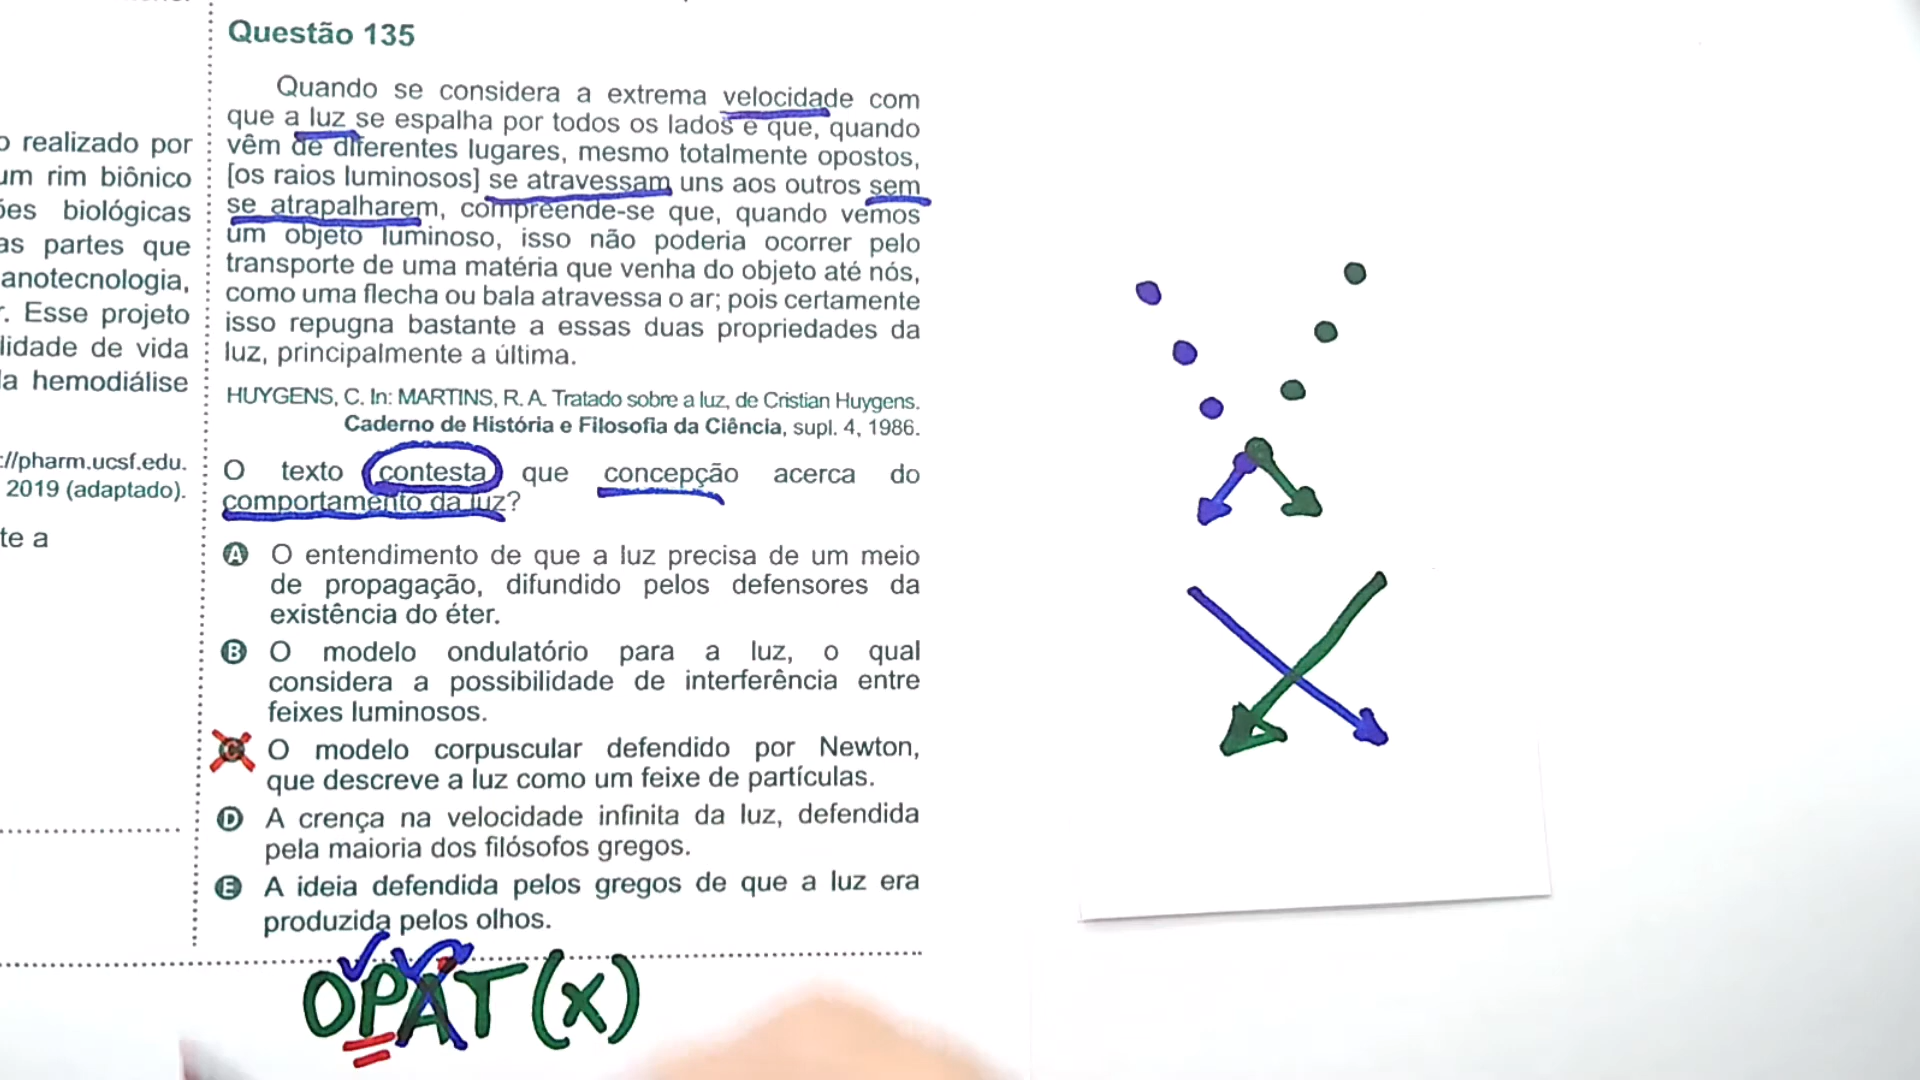 o realizado por
um rim biônico
ões biológicas
as partes que
anotecnologia,
r. Esse projeto
lidade de vida
la hemodiálise
://pharm.ucsf.edu.
2019 (adaptado).
te a
Questão 135
Quando se considera a extrema velocidade com
que a luz se espalha por todos os lados e que, quando
vêm de diferentes lugares, mesmo totalmente opostos,
[os raios luminosos] se atravessam uns aos outros sem
se atrapalharem, compreende-se que, quando vemos
um objeto luminoso, isso não poderia ocorrer pelo
transporte de uma matéria que venha do objeto até nós,
como uma flecha ou bala atravessa o ar; pois certamente
isso repugna bastante a essas duas propriedades da
luz, principalmente a última.
HUYGENS, C. In: MARTINS, R. A. Tratado sobre a luz, de Cristian Huygens.
Caderno de História e Filosofia da Ciência, supl. 4, 1986.
O texto contesta que concepção acerca do
comportamento da luz?
A O entendimento de que a luz precisa de um meio
de propagação, difundido pelos defensores da
existência do éter.
B O modelo ondulatório para a luz, o qual
considera a possibilidade de interferência entre
feixes luminosos.
C O modelo corpuscular defendido por Newton,
que descreve a luz como um feixe de partículas.
D A crença na velocidade infinita da luz, defendida
pela maioria dos filósofos gregos.
E A ideia defendida pelos gregos de que a luz era
produzida pelos olhos.
OPAT (x)